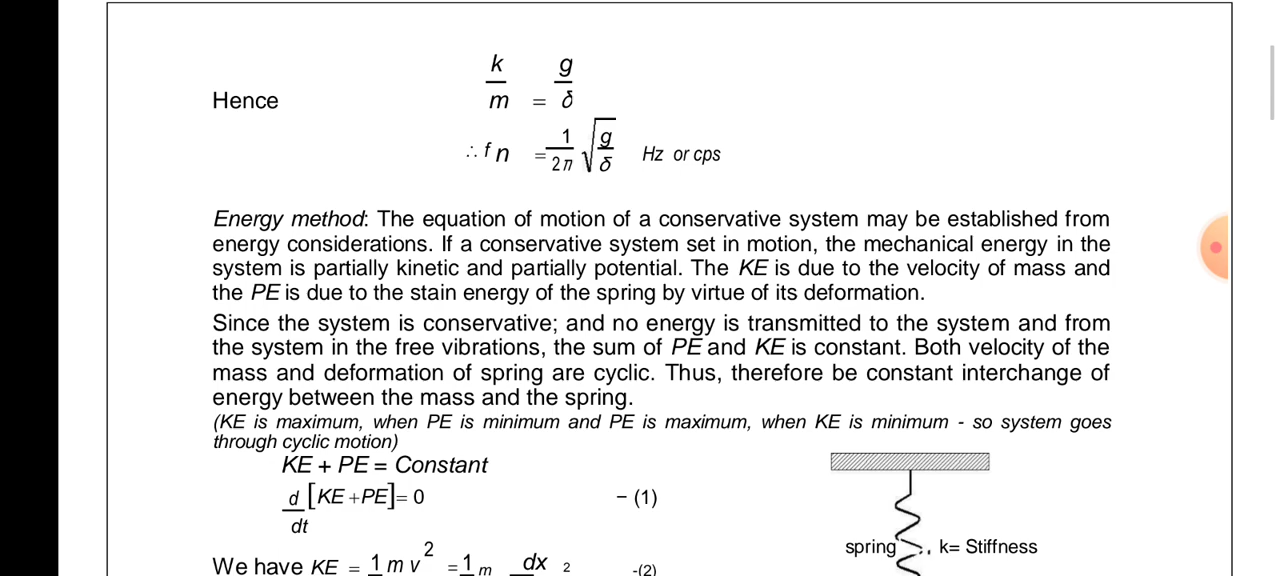 k g
Hence m = δ
∴ fn = 1/2π √g/δ Hz or cps
Energy method: The equation of motion of a conservative system may be established from
energy considerations. If a conservative system set in motion, the mechanical energy in the
system is partially kinetic and partially potential. The KE is due to the velocity of mass and
the PE is due to the stain energy of the spring by virtue of its deformation.
Since the system is conservative; and no energy is transmitted to the system and from
the system in the free vibrations, the sum of PE and KE is constant. Both velocity of the
mass and deformation of spring are cyclic. Thus, therefore be constant interchange of
energy between the mass and the spring.
(KE is maximum, when PE is minimum and PE is maximum, when KE is minimum - so system goes
through cyclic motion)
KE + PE = Constant
d [KE +PE]= 0 – (1)
dt
spring k= Stiffness
We have KE = 1 m v 2 = 1 m dx 2 -(2)